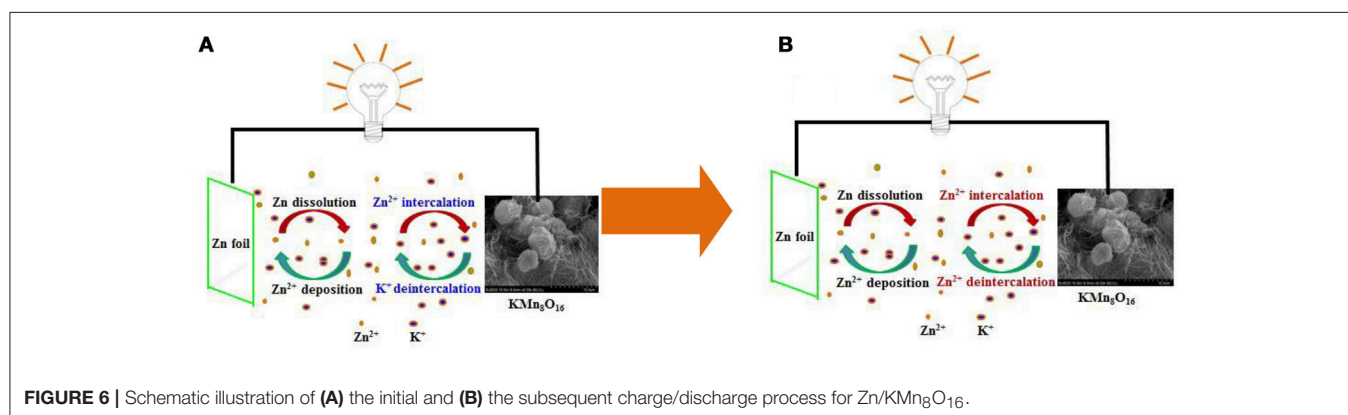 A
Zn dissolution
Zn²⁺ intercalation
Zn foil
Zn²⁺ deposition
K⁺ deintercalation
KMn₈O₁₆
Zn²⁺
K⁺
B
Zn dissolution
Zn²⁺ intercalation
Zn foil
Zn²⁺ deposition
Zn²⁺ deintercalation
KMn₈O₁₆
Zn²⁺
K⁺
FIGURE 6 | Schematic illustration of (A) the initial and (B) the subsequent charge/discharge process for Zn/KMn₈O₁₆.